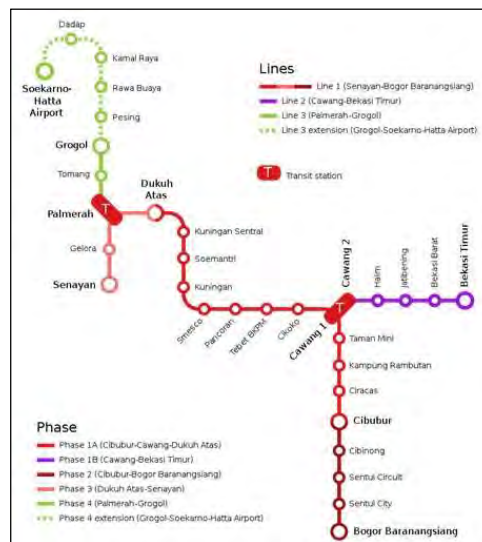 Dadap
Kamal Raya
Soekarno-
Hatta
Airport
Rawa Buaya
Pesing
Grogol
Tomang
T
Palmerah
Dukuh
Atas
Gelora
Senayan
Kuningan Sentral
Soemantri
Kuningan
Smesco
Pancoran
Tebet BKPM
Cikoko
Cawang 1
T
Cawang 2
Halim
Jatibening
Bekasi Barat
Bekasi Timur
Taman Mini
Kampung Rambutan
Ciracas
Cibubur
Cibinong
Sentul Circuit
Sentul City
Bogor Baranangsiang
Lines
Line 1 (Senayan-Bogor Baranangsiang)
Line 2 (Cawang-Bekasi Timur)
Line 3 (Palmerah-Grogol)
Line 3 extension (Grogol-Soekarno-Hatta Airport)
T Transit station
Phase
Phase 1A (Cibubur-Cawang-Dukuh Atas)
Phase 1B (Cawang-Bekasi Timur)
Phase 2 (Cibubur-Bogor Baranangsiang)
Phase 3 (Dukuh Atas-Senayan)
Phase 4 (Palmerah-Grogol)
Phase 4 extension (Grogol-Soekarno-Hatta Airport)